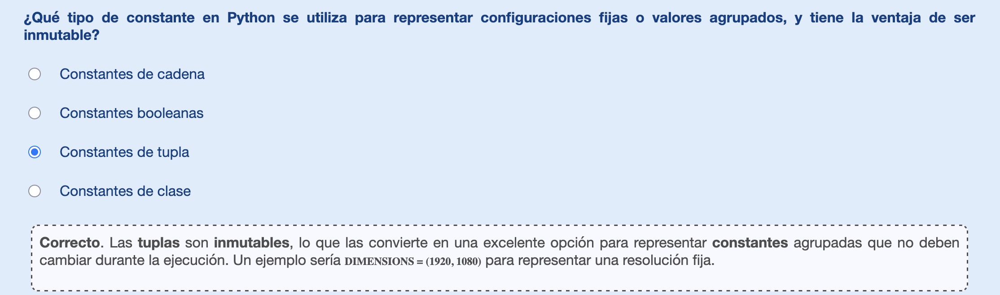 ¿Qué tipo de constante en Python se utiliza para representar configuraciones fijas o valores agrupados, y tiene la ventaja de ser
inmutable?
Constantes de cadena
Constantes booleanas
Constantes de tupla
Constantes de clase
Correcto. Las tuplas son inmutables, lo que las convierte en una excelente opción para representar constantes agrupadas que no deben
cambiar durante la ejecución. Un ejemplo sería DIMENSIONS = (1920, 1080) para representar una resolución fija.